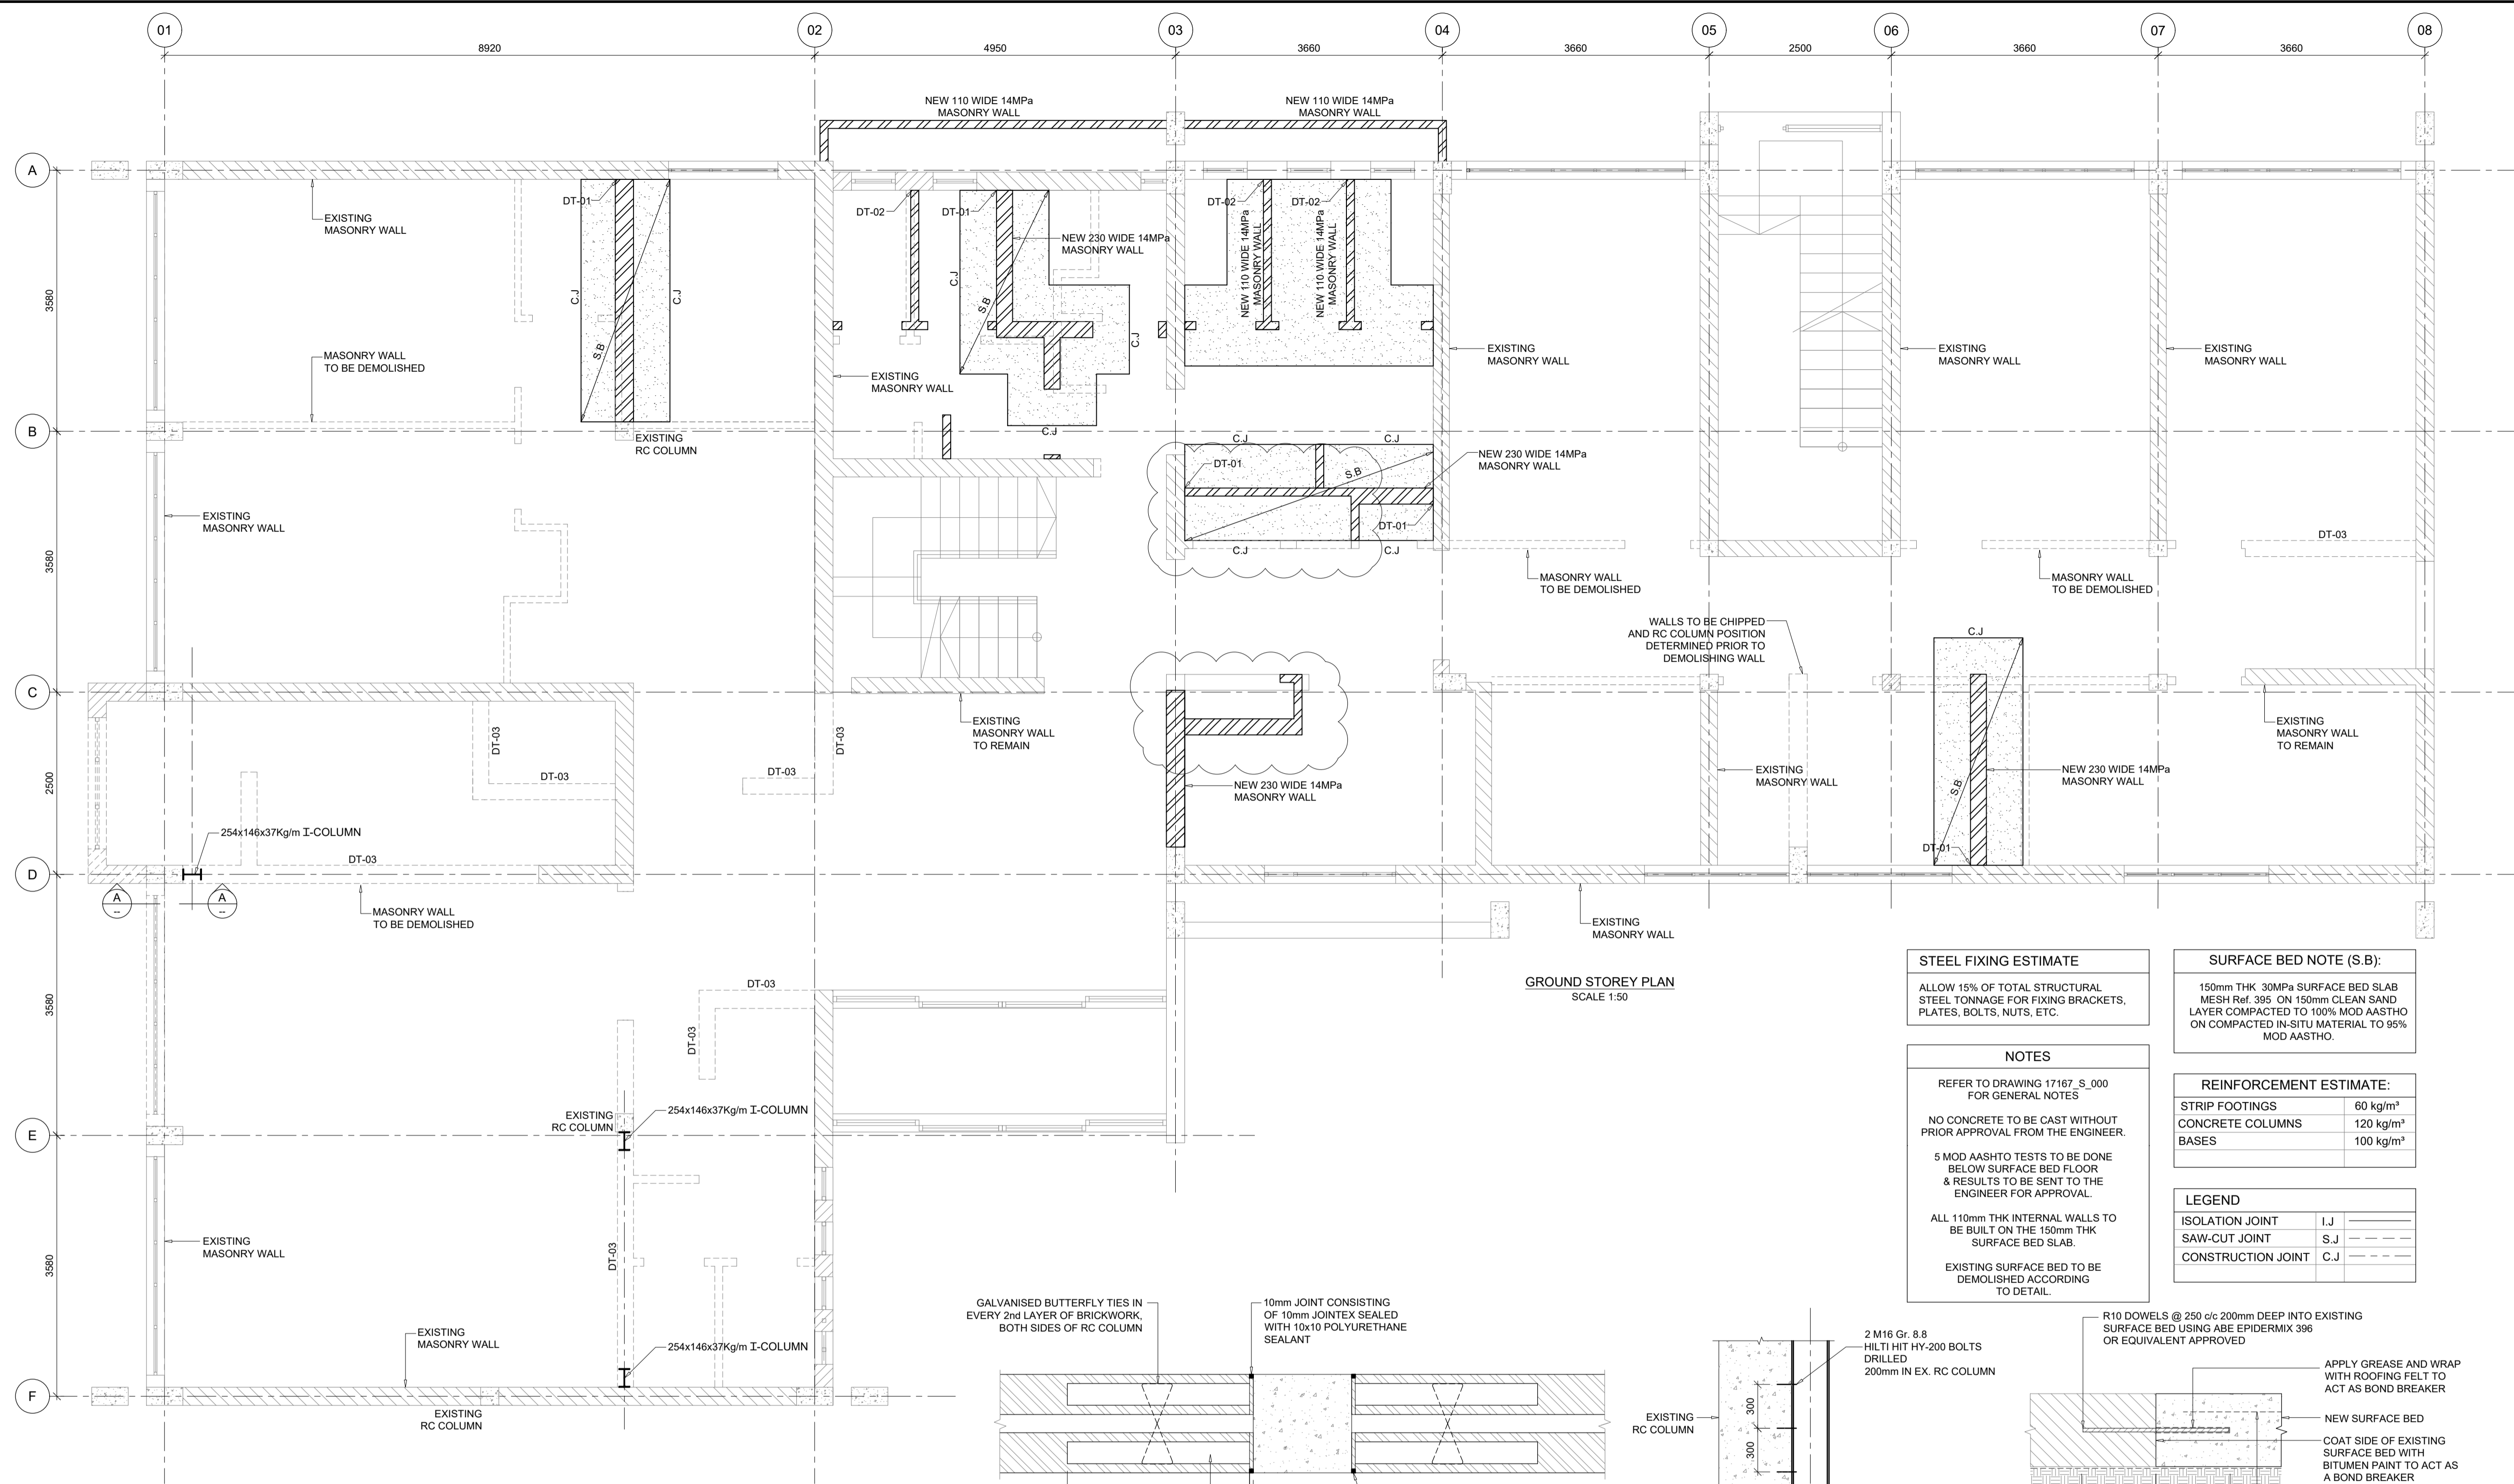 01
02
03
04
05
06
07
08
8920
4950
3660
3660
2500
3660
3660
A
B
C
D
E
F
3580
3580
2500
3580
3580
NEW 110 WIDE 14MPa
MASONRY WALL
NEW 110 WIDE 14MPa
MASONRY WALL
DT-01
DT-02
DT-01
DT-02
DT-02
EXISTING
MASONRY WALL
NEW 230 WIDE 14MPa
MASONRY WALL
NEW 110 WIDE 14MPa
MASONRY WALL
NEW 110 WIDE 14MPa
MASONRY WALL
C.J
C.J
S.B
C.J
S.B
C.J
C.J
MASONRY WALL
TO BE DEMOLISHED
EXISTING
MASONRY WALL
EXISTING
MASONRY WALL
EXISTING
MASONRY WALL
EXISTING
MASONRY WALL
EXISTING
RC COLUMN
C.J
C.J
DT-01
S.B
NEW 230 WIDE 14MPa
MASONRY WALL
DT-01
C.J
C.J
EXISTING
MASONRY WALL
DT-03
MASONRY WALL
TO BE DEMOLISHED
MASONRY WALL
TO BE DEMOLISHED
WALLS TO BE CHIPPED
AND RC COLUMN POSITION
DETERMINED PRIOR TO
DEMOLISHING WALL
C.J
DT-03
DT-03
DT-03
DT-03
EXISTING
MASONRY WALL
TO REMAIN
EXISTING
MASONRY WALL
TO REMAIN
NEW 230 WIDE 14MPa
MASONRY WALL
EXISTING
MASONRY WALL
S.B
NEW 230 WIDE 14MPa
MASONRY WALL
DT-01
254x146x37Kg/m I-COLUMN
DT-03
A
--
A
--
MASONRY WALL
TO BE DEMOLISHED
EXISTING
MASONRY WALL
DT-03
DT-03
GROUND STOREY PLAN
SCALE 1:50
STEEL FIXING ESTIMATE
ALLOW 15% OF TOTAL STRUCTURAL
STEEL TONNAGE FOR FIXING BRACKETS,
PLATES, BOLTS, NUTS, ETC.
SURFACE BED NOTE (S.B):
150mm THK 30MPa SURFACE BED SLAB
MESH Ref. 395 ON 150mm CLEAN SAND
LAYER COMPACTED TO 100% MOD AASTHO
ON COMPACTED IN-SITU MATERIAL TO 95%
MOD AASTHO.
NOTES
REFER TO DRAWING 17167_S_000
FOR GENERAL NOTES
NO CONCRETE TO BE CAST WITHOUT
PRIOR APPROVAL FROM THE ENGINEER.
5 MOD AASHTO TESTS TO BE DONE
BELOW SURFACE BED FLOOR
& RESULTS TO BE SENT TO THE
ENGINEER FOR APPROVAL.
ALL 110mm THK INTERNAL WALLS TO
BE BUILT ON THE 150mm THK
SURFACE BED SLAB.
EXISTING SURFACE BED TO BE
DEMOLISHED ACCORDING
TO DETAIL.
REINFORCEMENT ESTIMATE:
STRIP FOOTINGS 60 kg/m³
CONCRETE COLUMNS 120 kg/m³
BASES 100 kg/m³
LEGEND
ISOLATION JOINT I.J
SAW-CUT JOINT S.J
CONSTRUCTION JOINT C.J
EXISTING
RC COLUMN
254x146x37Kg/m I-COLUMN
DT-03
EXISTING
MASONRY WALL
254x146x37Kg/m I-COLUMN
EXISTING
MASONRY WALL
EXISTING
RC COLUMN
GALVANISED BUTTERFLY TIES IN
EVERY 2nd LAYER OF BRICKWORK,
BOTH SIDES OF RC COLUMN
10mm JOINT CONSISTING
OF 10mm JOINTEX SEALED
WITH 10x10 POLYURETHANE
SEALANT
2 M16 Gr. 8.8
HILTI HIT HY-200 BOLTS
DRILLED
200mm IN EX. RC COLUMN
EXISTING
RC COLUMN
300
300
R10 DOWELS @ 250 c/c 200mm DEEP INTO EXISTING
SURFACE BED USING ABE EPIDERMIX 396
OR EQUIVALENT APPROVED
APPLY GREASE AND WRAP
WITH ROOFING FELT TO
ACT AS BOND BREAKER
NEW SURFACE BED
COAT SIDE OF EXISTING
SURFACE BED WITH
BITUMEN PAINT TO ACT AS
A BOND BREAKER